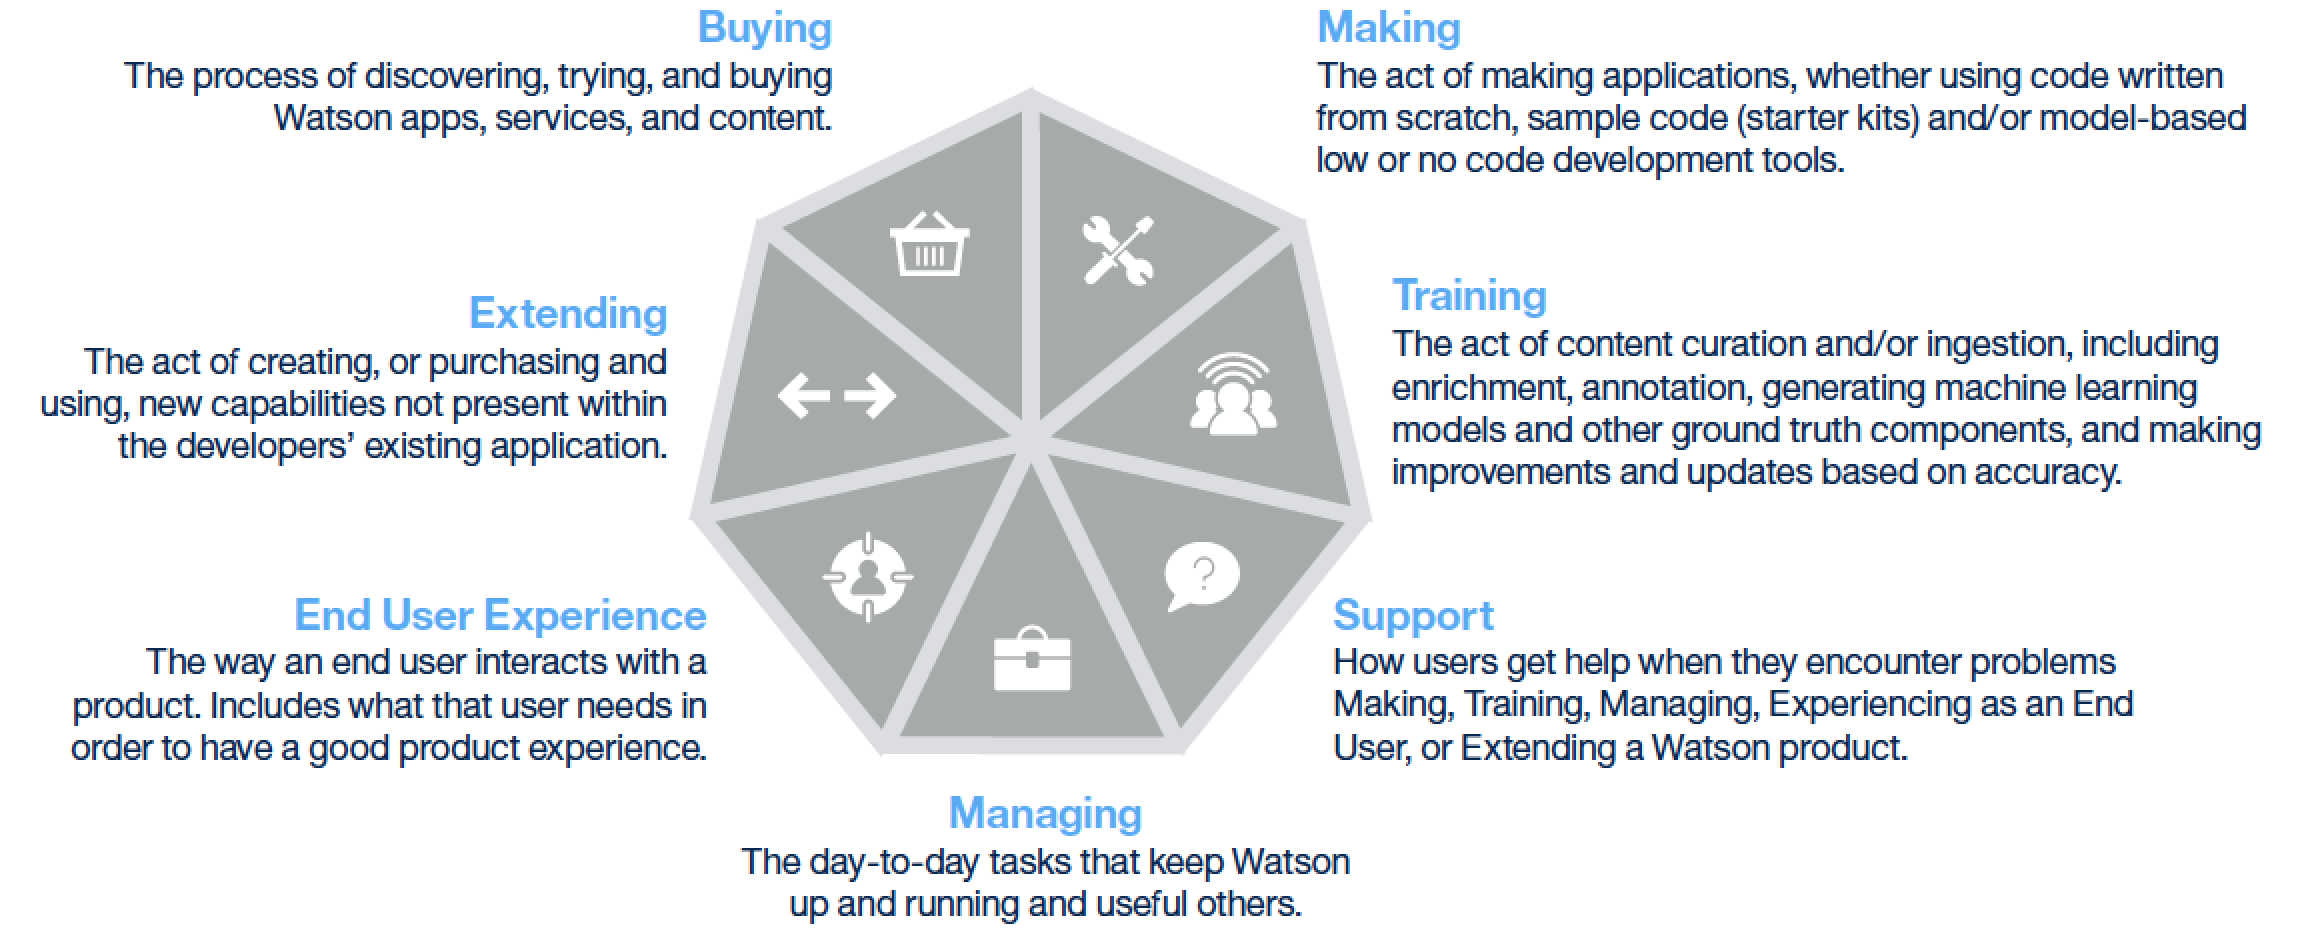 Buying
The process of discovering, trying, and buying
Watson apps, services, and content.
Making
The act of making applications, whether using code written
from scratch, sample code (starter kits) and/or model-based
low or no code development tools.
Extending
The act of creating, or purchasing and
using, new capabilities not present within
the developers’ existing application.
Training
The act of content curation and/or ingestion, including
enrichment, annotation, generating machine learning
models and other ground truth components, and making
improvements and updates based on accuracy.
?
End User Experience
The way an end user interacts with a
product. Includes what that user needs in
order to have a good product experience.
Support
How users get help when they encounter problems
Making, Training, Managing, Experiencing as an End
User, or Extending a Watson product.
Managing
The day-to-day tasks that keep Watson
up and running and useful others.